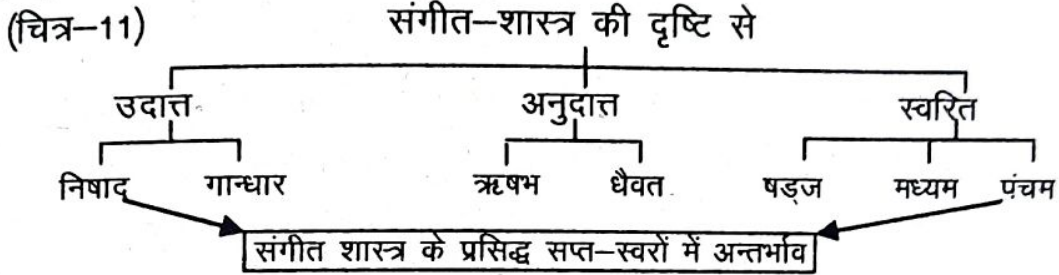 (चित्र–11) संगीत–शास्त्र की दृष्टि से
उदात्त अनुदात्त स्वरित
निषाद गान्धार ऋषभ धैवत षड्ज मध्यम पंचम
संगीत शास्त्र के प्रसिद्ध सप्त–स्वरों में अन्तर्भाव